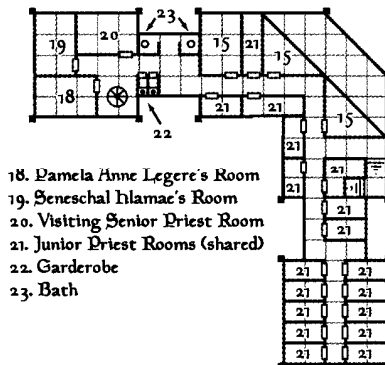 23
19 20 15 21 15
18 21 21 15
22
21
21
21
21
21
18. Pamela Anne Legere's Room
19. Seneschal Hlamae's Room
20. Visiting Senior Priest Room
21. Junior Priest Rooms (shared)
22. Garderobe
23. Bath
21 21
21 21
21 21
21 21
21 21